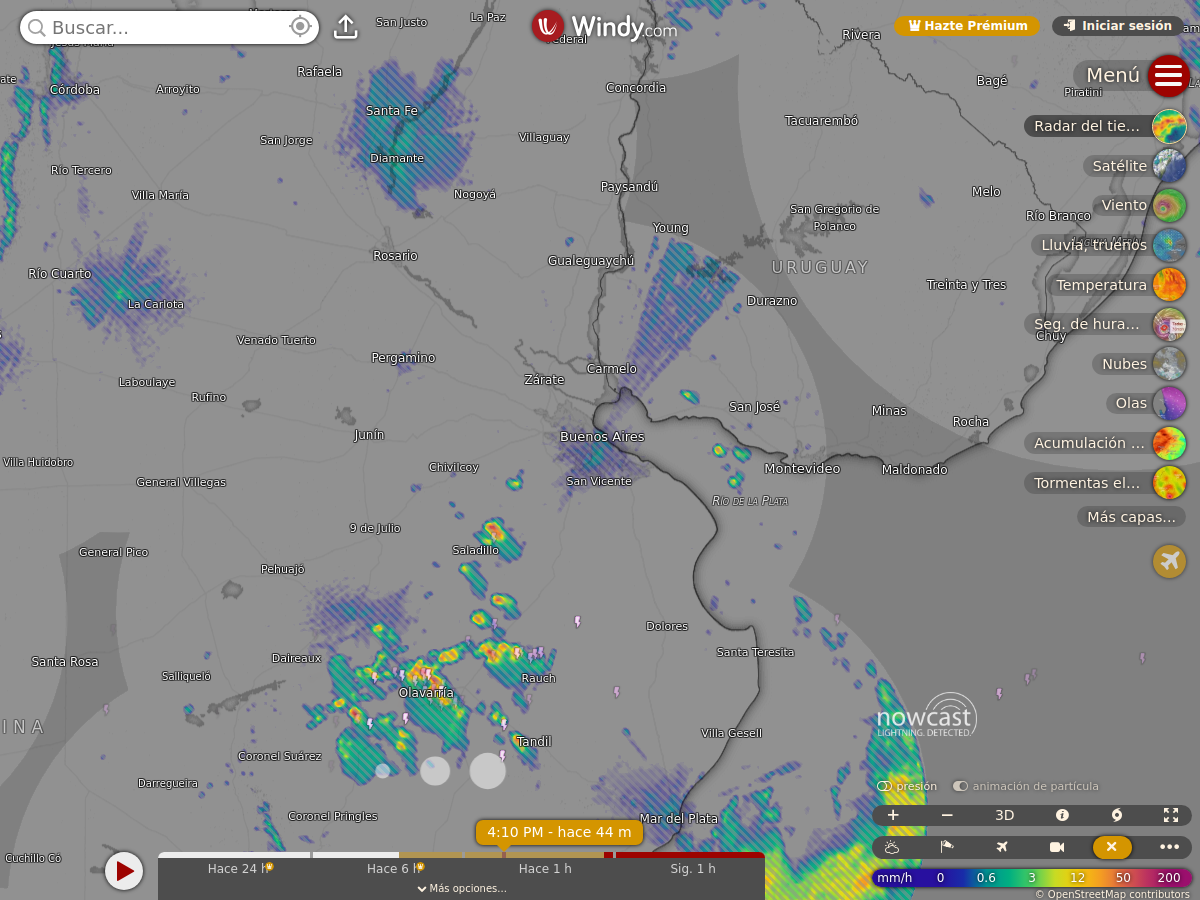 Buscar...
Windy.com
Hazte Prémium
Iniciar sesión
Menú
Radar del tie...
Satélite
Viento
Lluvia, truenos
Temperatura
Seg. de hura...
Nubes
Olas
Acumulación ...
Tormentas el...
Más capas...
San Justo
La Paz
Federal
Rivera
Jesús María
Rafaela
Concordia
Bagé
Piratini
Córdoba
Arroyito
Santa Fe
Tacuarembó
San Jorge
Villaguay
Diamante
Río Tercero
Villa María
Nogoyá
Paysandú
Melo
Río Branco
San Gregorio de
Polanco
Young
Rosario
Gualeguaychú
URUGUAY
Río Cuarto
La Carlota
Durazno
Treinta y Tres
Chuy
Venado Tuerto
Pergamino
Carmelo
Zárate
Laboulaye
Rufino
San José
Minas
Rocha
Junín
Buenos Aires
Villa Huidobro
Chivilcoy
Montevideo
Maldonado
General Villegas
San Vicente
Río de la Plata
9 de Julio
General Pico
Saladillo
Pehuajó
Dolores
Santa Rosa
Daireaux
Santa Teresita
Salliqueló
Rauch
Olavarría
INA
Villa Gesell
Tandil
Coronel Suárez
Darregueira
Coronel Pringles
Mar del Plata
Cuchillo Có
nowcast
LIGHTNING. DETECTED.
presión
animación de partícula
+ − 3D
4:10 PM - hace 44 m
Hace 24 h
Hace 6 h
Hace 1 h
Sig. 1 h
Más opciones...
mm/h 0 0.6 3 12 50 200
© OpenStreetMap contributors